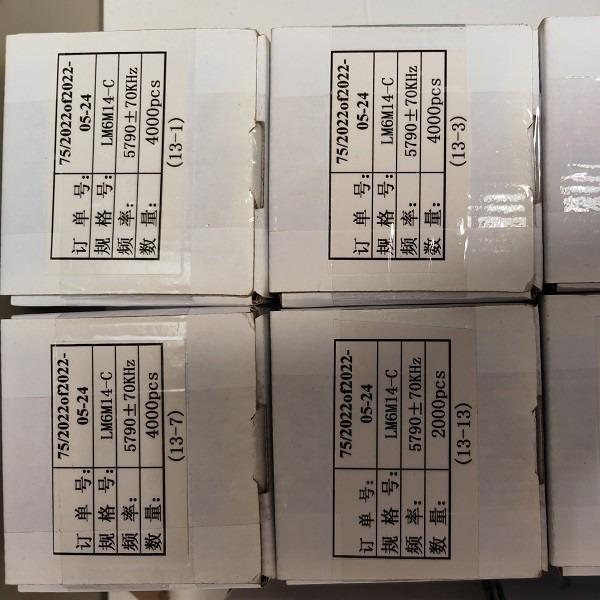 订单号: 75/2022of2022-
05-24
规格号: LM6M14-C
频率: 5790±70KHz
数量: 4000pcs
(13-1)
订单号: 75/2022of2022-
05-24
规格号: LM6M14-C
频率: 5790±70KHz
数量: 4000pcs
(13-3)
订单号: 75/2022of2022-
05-24
规格号: LM6M14-C
频率: 5790±70KHz
数量: 4000pcs
(13-7)
订单号: 75/2022of2022-
05-24
规格号: LM6M14-C
频率: 5790±70KHz
数量: 2000pcs
(13-13)